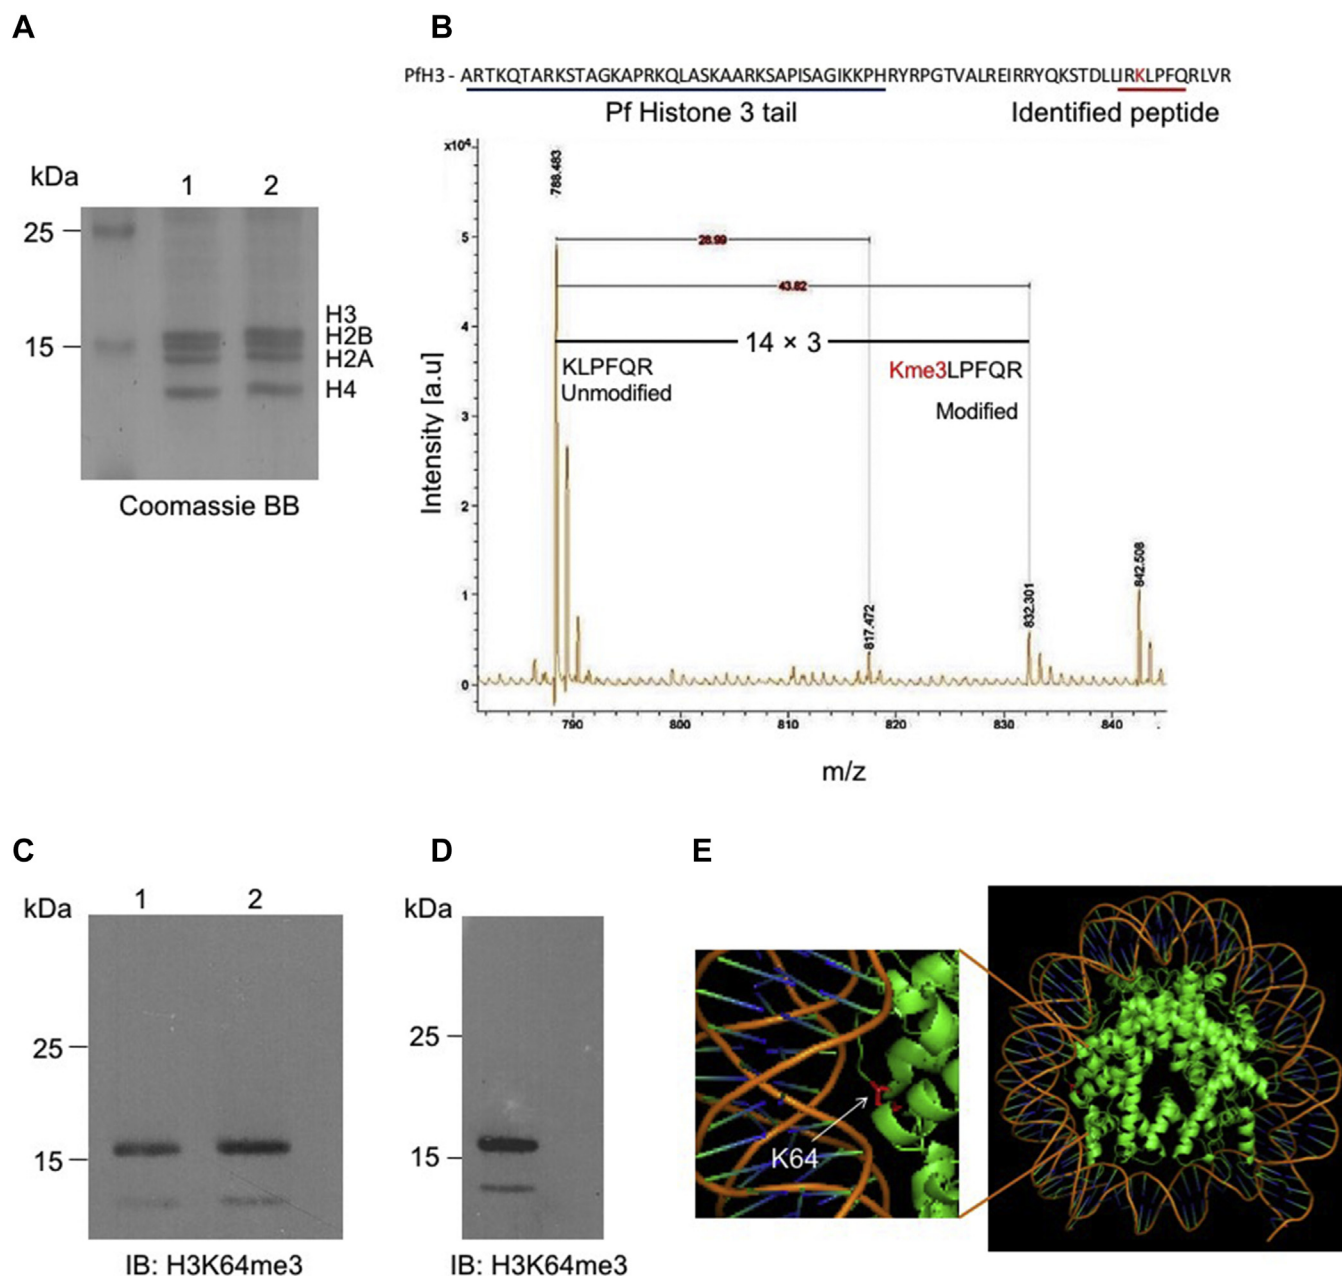 A
B
PfH3 - ARTKQTARKSTAGKAPRKQLASKAARKSAPISAGIKKPHRYRPGTVALREIRRYQKSTDLLIRKLPFQRLVR
Pf Histone 3 tail
Identified peptide
kDa
1
2
25
15
H3
H2B
H2A
H4
Coomassie BB
x10⁴
788.483
28.99
43.82
14 × 3
KLPFQR
Unmodified
Kme3LPFQR
Modified
817.472
832.301
842.508
5
4
3
2
1
0
Intensity [a.u]
790
800
810
820
830
840
m/z
C
kDa
1
2
25
15
IB: H3K64me3
D
kDa
25
15
IB: H3K64me3
E
K64